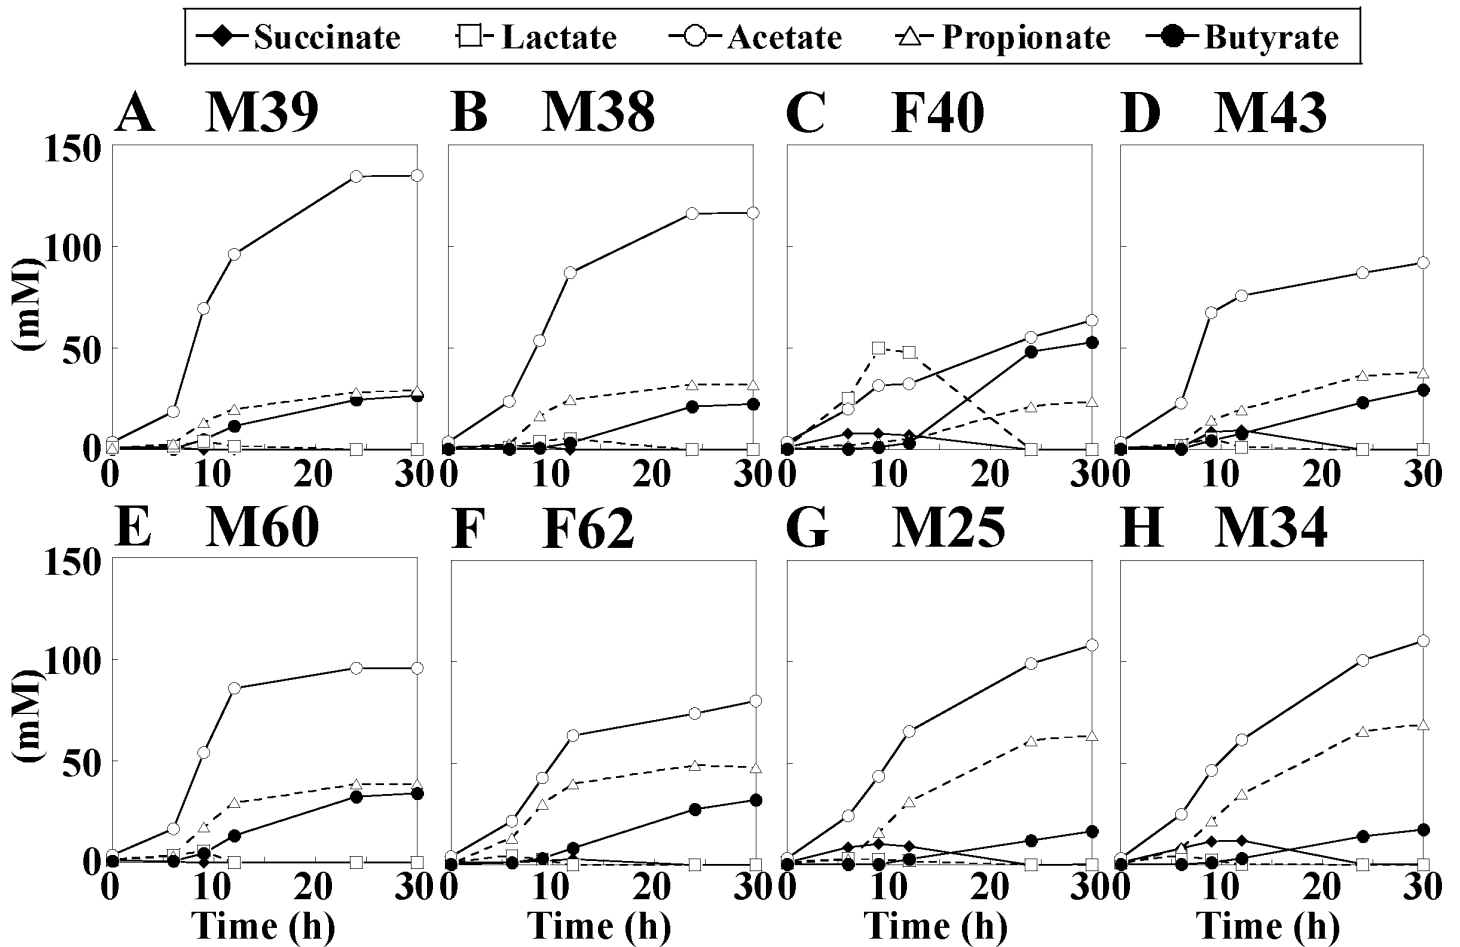 Succinate Lactate Acetate Propionate Butyrate
A M39 B M38 C F40 D M43
150
100
(mM)
50
0
0 10 20 30 0 10 20 30 0 10 20 30 0 10 20 30
E M60 F F62 G M25 H M34
150
100
(mM)
50
0
0 10 20 30 0 10 20 30 0 10 20 30 0 10 20 30
Time (h) Time (h) Time (h) Time (h)